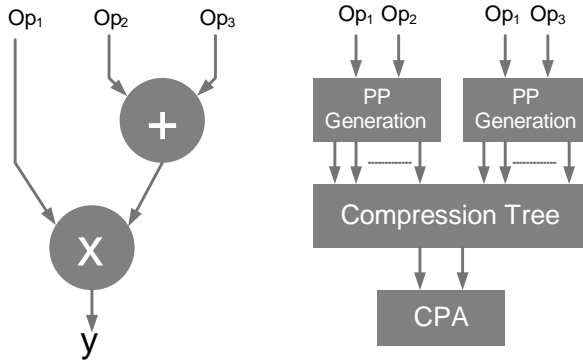 Op1 Op2 Op3
+
x
y
Op1 Op2 Op1 Op3
PP
Generation
PP
Generation
Compression Tree
CPA